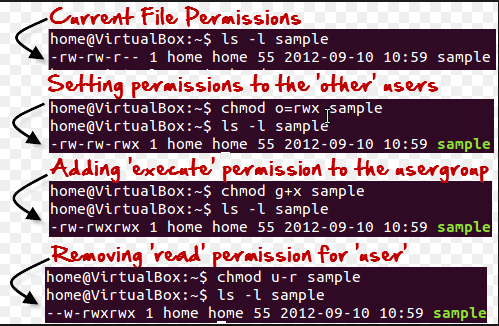 Current File Permissions
home@VirtualBox:~$ ls -l sample
-rw-rw-r-- 1 home home 55 2012-09-10 10:59 sample
Setting permissions to the 'other' users
home@VirtualBox:~$ chmod o=rwx sample
home@VirtualBox:~$ ls -l sample
-rw-rw-rwx 1 home home 55 2012-09-10 10:59 sample
Adding 'execute' permission to the usergroup
home@VirtualBox:~$ chmod g+x sample
home@VirtualBox:~$ ls -l sample
-rw-rwxrwx 1 home home 55 2012-09-10 10:59 sample
Removing 'read' permission for 'user'
home@VirtualBox:~$ chmod u-r sample
home@VirtualBox:~$ ls -l sample
--w-rwxrwx 1 home home 55 2012-09-10 10:59 sample